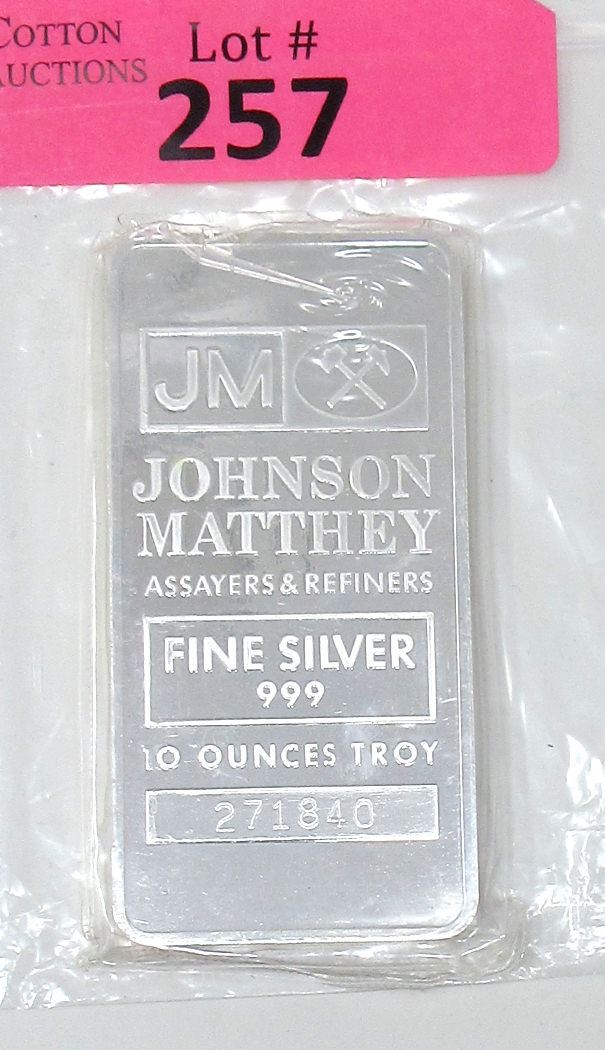 COTTON
AUCTIONS
Lot #
257
JM
JOHNSON
MATTHEY
ASSAYERS & REFINERS
FINE SILVER
999
10 OUNCES TROY
271840